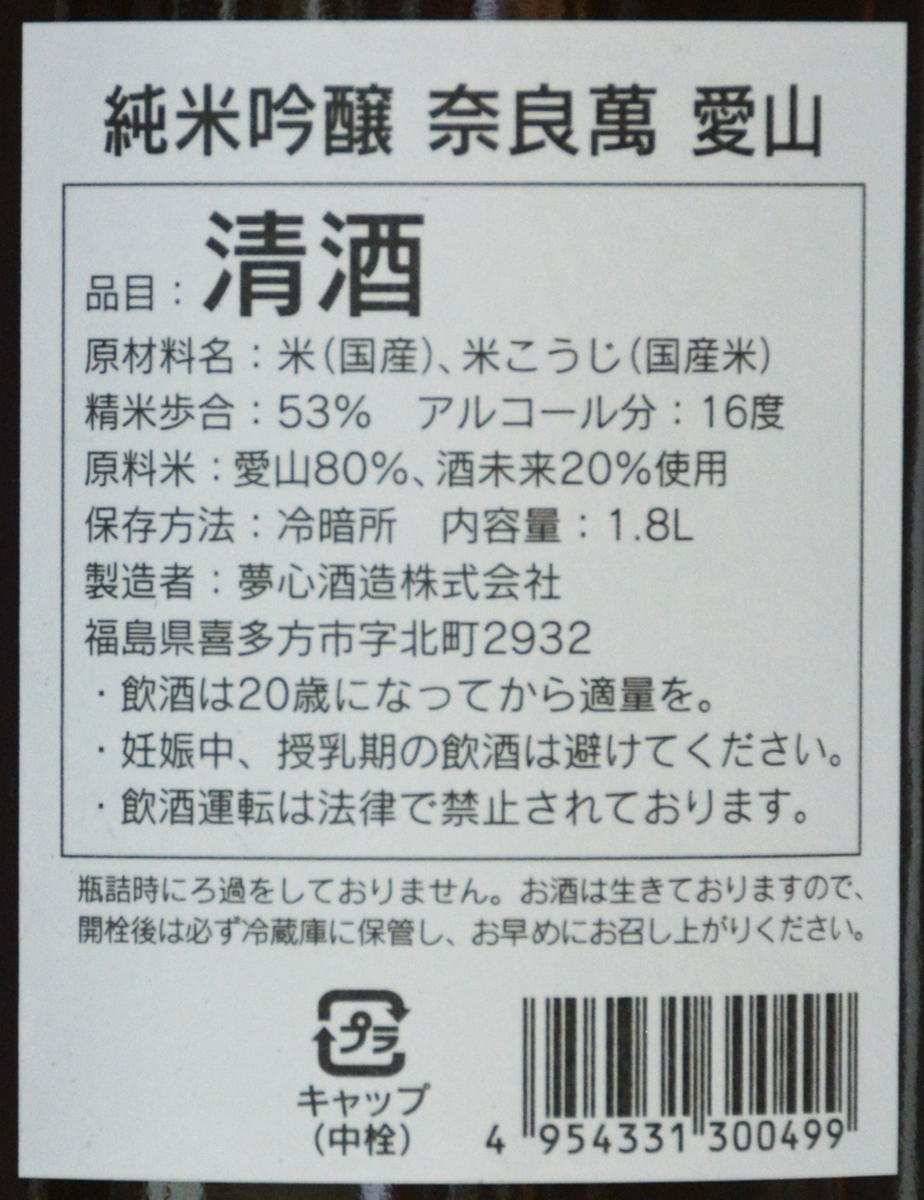 純米吟醸 奈良萬 愛山
品目：清酒
原材料名：米(国産)、米こうじ(国産米)
精米歩合：53%　アルコール分：16度
原料米：愛山80%、酒未来20%使用
保存方法：冷暗所　内容量：1.8L
製造者：夢心酒造株式会社
福島県喜多方市字北町2932
・飲酒は20歳になってから適量を。
・妊娠中、授乳期の飲酒は避けてください。
・飲酒運転は法律で禁止されております。
瓶詰時にろ過をしておりません。お酒は生きておりますので、
開栓後は必ず冷蔵庫に保管し、お早めにお召し上がりください。
プラ
キャップ
(中栓)
4 954331 300499